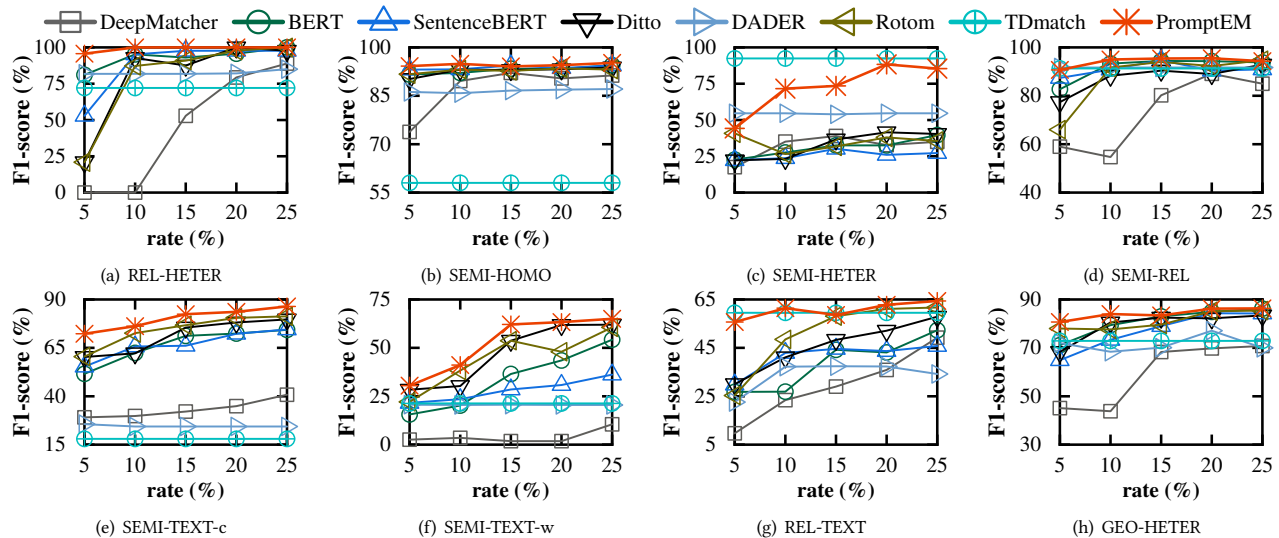 DeepMatcher BERT SentenceBERT Ditto DADER Rotom TDmatch PromptEM
F1-score (%)
100
75
50
25
0
5 10 15 20 25
rate (%)
(a) REL-HETER
F1-score (%)
100
85
70
55
5 10 15 20 25
rate (%)
(b) SEMI-HOMO
F1-score (%)
100
75
50
25
0
5 10 15 20 25
rate (%)
(c) SEMI-HETER
F1-score (%)
100
80
60
40
5 10 15 20 25
rate (%)
(d) SEMI-REL
F1-score (%)
90
65
40
15
5 10 15 20 25
rate (%)
(e) SEMI-TEXT-c
F1-score (%)
75
50
25
0
5 10 15 20 25
rate (%)
(f) SEMI-TEXT-w
F1-score (%)
65
45
25
5
5 10 15 20 25
rate (%)
(g) REL-TEXT
F1-score (%)
90
70
50
30
5 10 15 20 25
rate (%)
(h) GEO-HETER